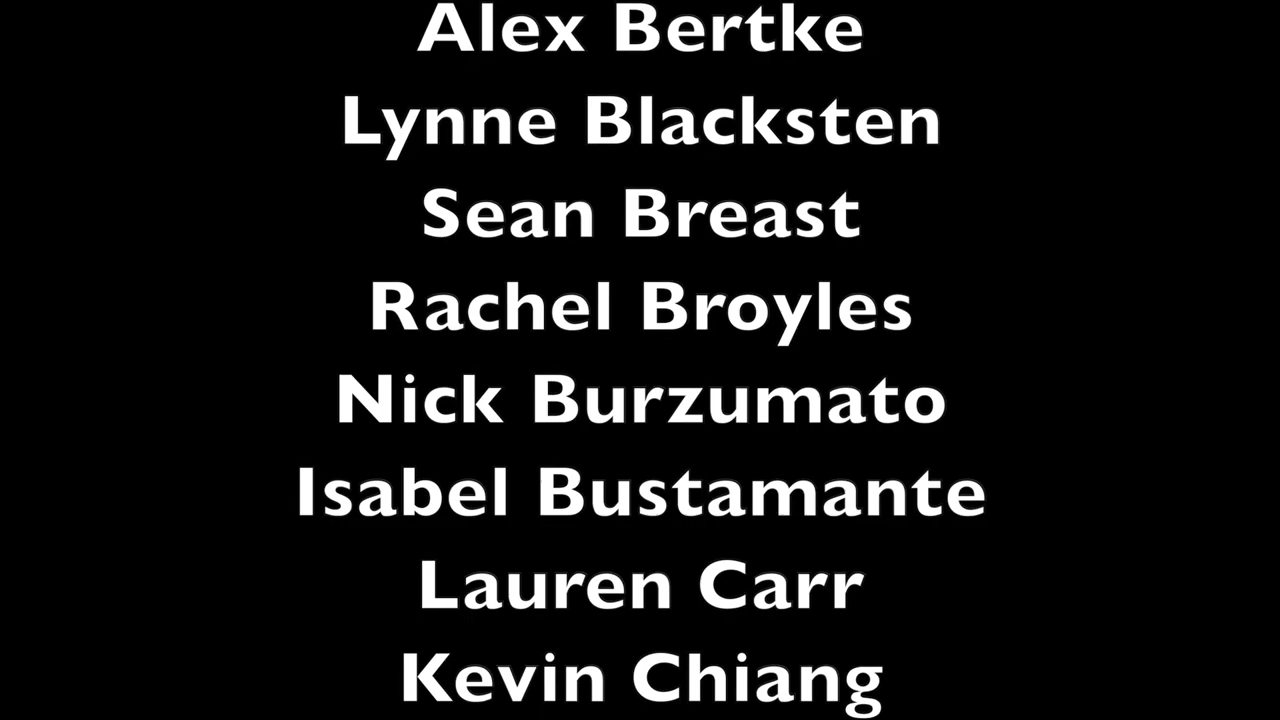 Alex Bertke
Lynne Blacksten
Sean Breast
Rachel Broyles
Nick Burzumato
Isabel Bustamante
Lauren Carr
Kevin Chiang